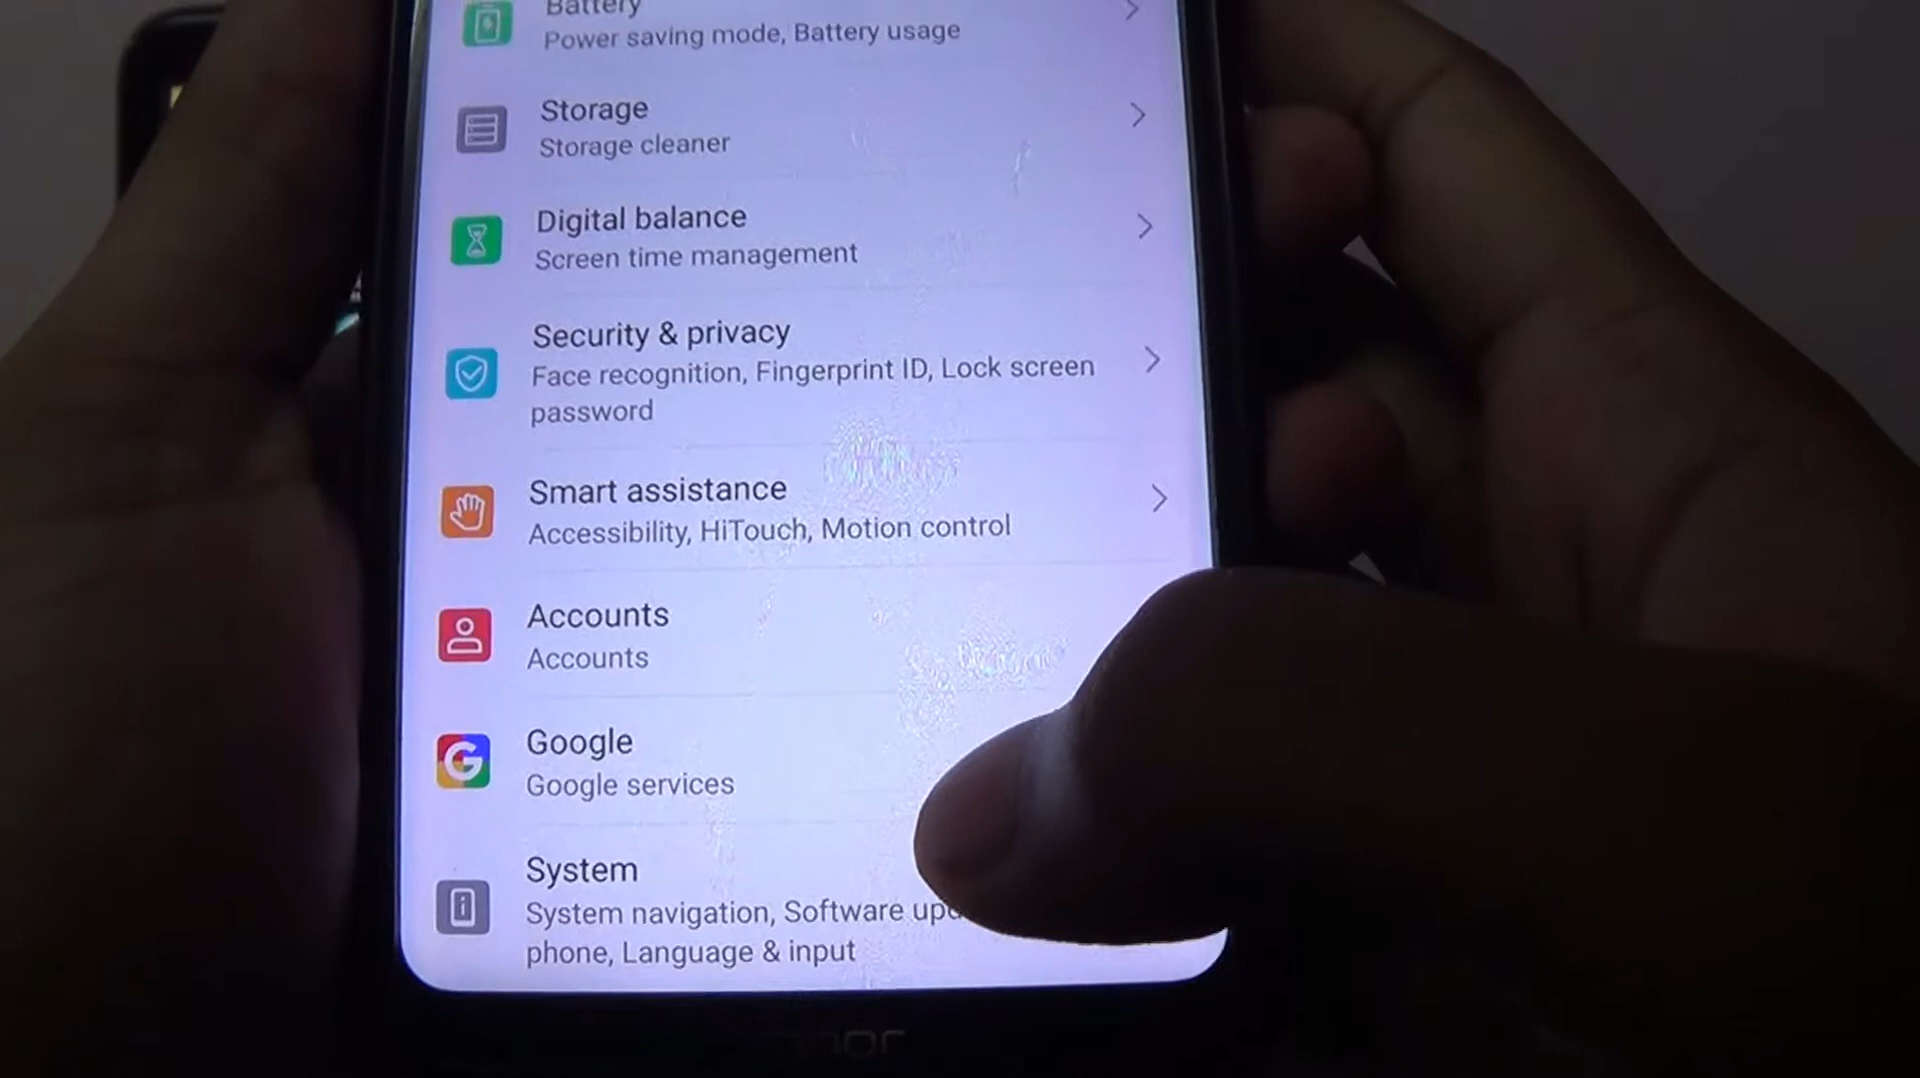 Battery
Power saving mode, Battery usage
Storage
Storage cleaner
Digital balance
Screen time management
Security & privacy
Face recognition, Fingerprint ID, Lock screen
password
Smart assistance
Accessibility, HiTouch, Motion control
Accounts
Accounts
Google
Google services
System
System navigation, Software
phone, Language & input